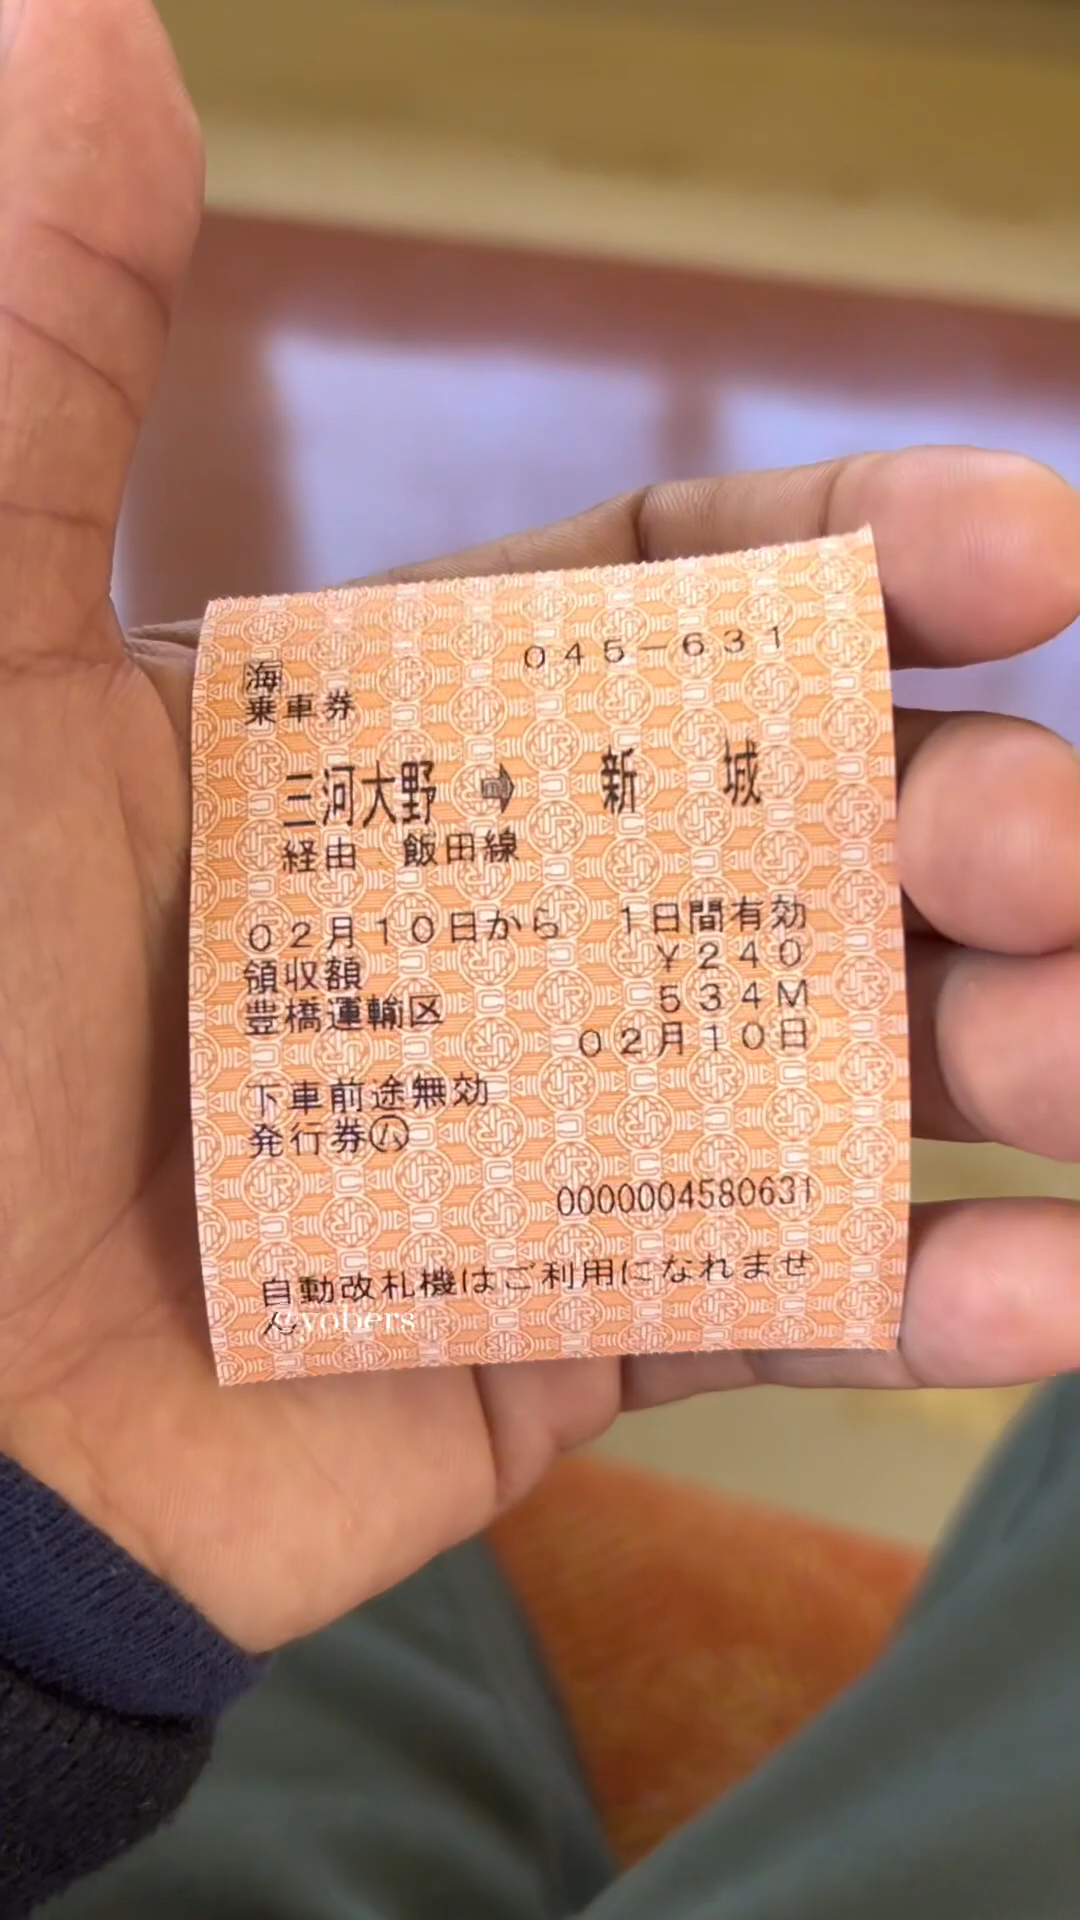 045-631
海
乗車券
三河大野 ➡ 新城
経由 飯田線
02月10日から 1日間有効
領収額 ¥240
豊橋運輸区 534M
02月10日
下車前途無効
発行券㋰
0000004580631
自動改札機はご利用になれませ
ん
yobers